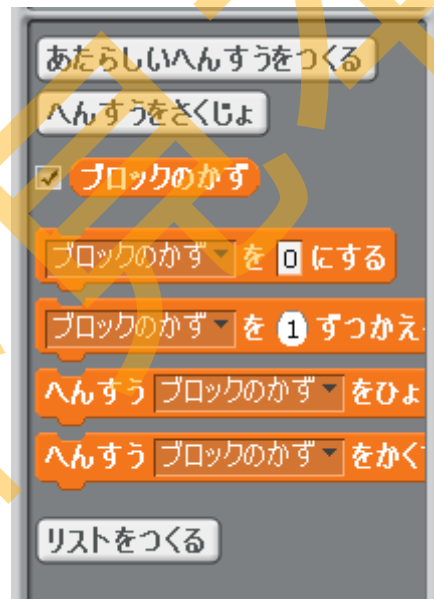 あたらしいへんすうをつくる
へんすうをさくじょ
ブロックのかず
ブロックのかず を 0 にする
ブロックのかず を 1 ずつかえ
へんすう ブロックのかず をひょ
へんすう ブロックのかず をかく
リストをつくる